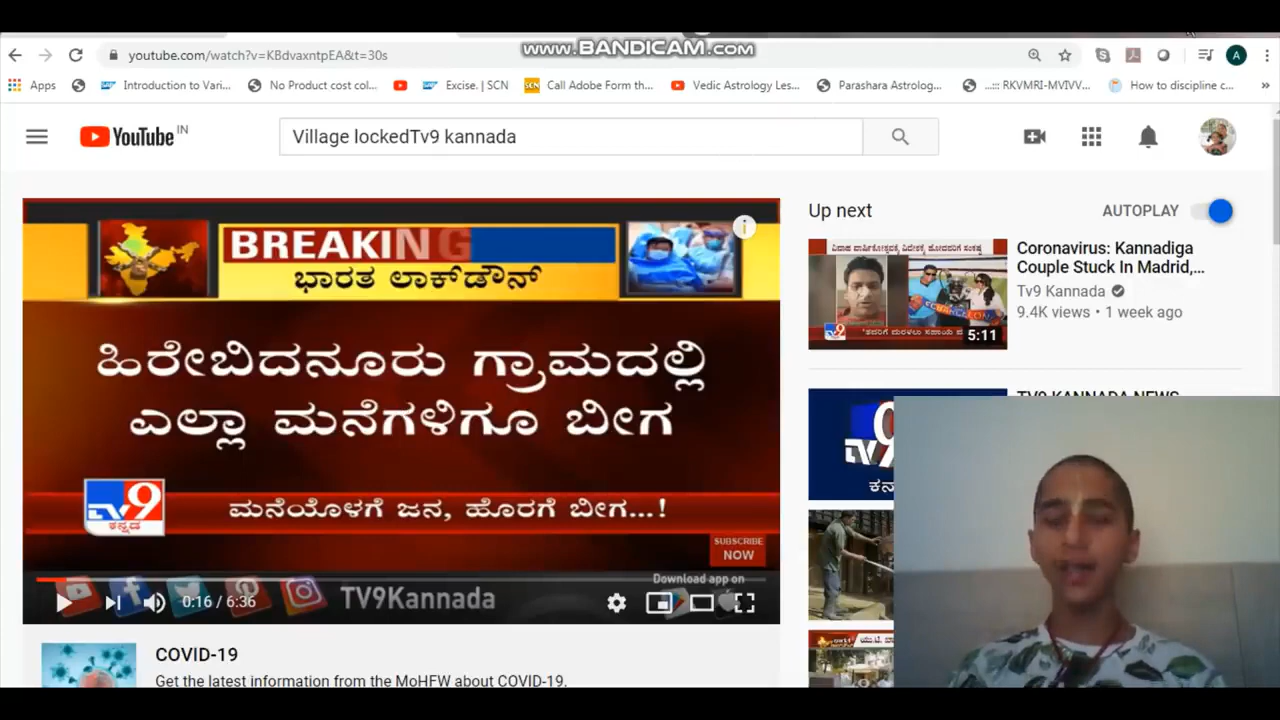 www.BANDICAM.com
youtube.com/watch?v=KBdvaxntpEA&t=30s
A
Apps
Introduction to Vari...
No product cost col...
Excise. | SCN
SCN
Call Adobe Form th...
Vedic Astrology Les...
Parashara Astrolog...
...::: RKVMRI-MVIVV...
How to discipline c...
»
YouTube IN
Village lockedTv9 kannada
BREAKING
ಭಾರತ ಲಾಕ್‌ಡೌನ್
ಹಿರೇಬಿದನೂರು ಗ್ರಾಮದಲ್ಲಿ
ಎಲ್ಲಾ ಮನೆಗಳಿಗೂ ಬೀಗ
TV9
ಕನ್ನಡ
ಮನೆಯೊಳಗೆ ಜನ, ಹೊರಗೆ ಬೀಗ...!
SUBSCRIBE
NOW
Download app on
0:16 / 6:36
TV9Kannada
COVID-19
Get the latest information from the MoHFW about COVID-19.
Up next
AUTOPLAY
5:11
Coronavirus: Kannadiga
Couple Stuck In Madrid,...
Tv9 Kannada
9.4K views • 1 week ago
TV9 KANNADA NEWS